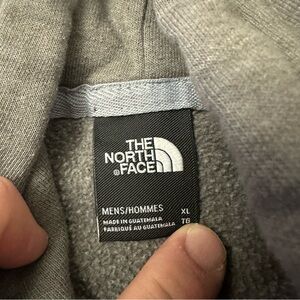 THE
NORTH
®FACE
MENS/HOMMES XL
MADE IN GUATEMALA TG
FABRIQUÉ AU GUATEMALA